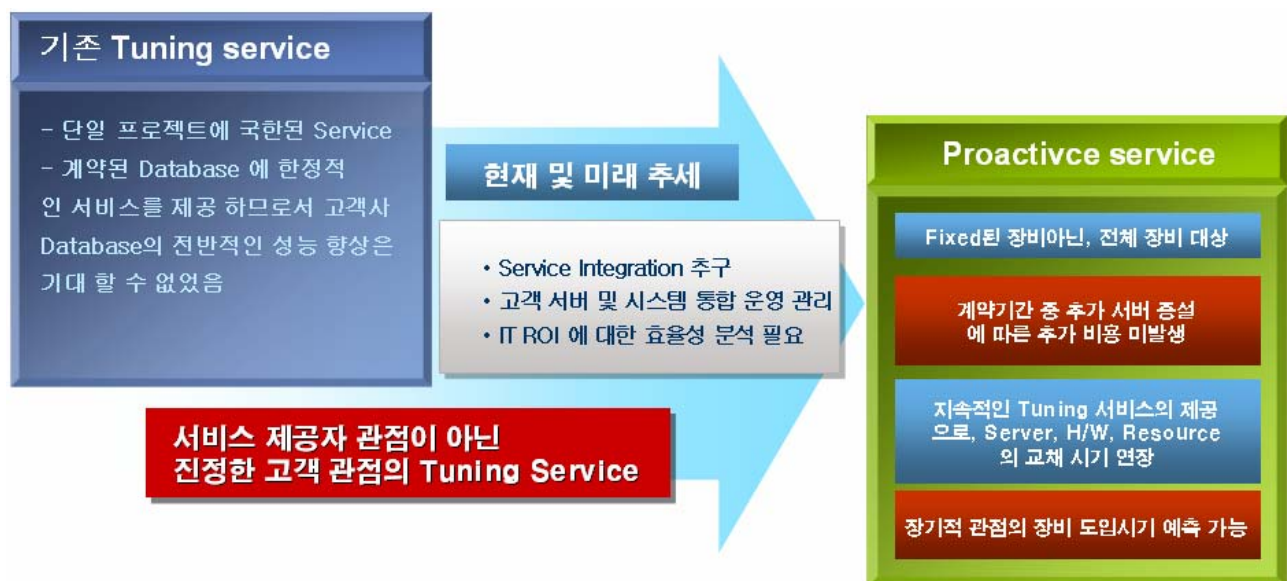 기존 Tuning service
- 단일 프로젝트에 국한된 Service
- 계약된 Database 에 한정적
인 서비스를 제공 하므로서 고객사
Database의 전반적인 성능 향상은
기대 할 수 없었음
현재 및 미래 추세
• Service Integration 추구
• 고객 서버 및 시스템 통합 운영 관리
• IT ROI 에 대한 효율성 분석 필요
서비스 제공자 관점이 아닌
진정한 고객 관점의 Tuning Service
Proactivce service
Fixed된 장비아닌, 전체 장비 대상
계약기간 중 추가 서버 증설
에 따른 추가 비용 미발생
지속적인 Tuning 서비스의 제공
으로, Server, H/W, Resource
의 교채 시기 연장
장기적 관점의 장비 도입시기 예측 가능